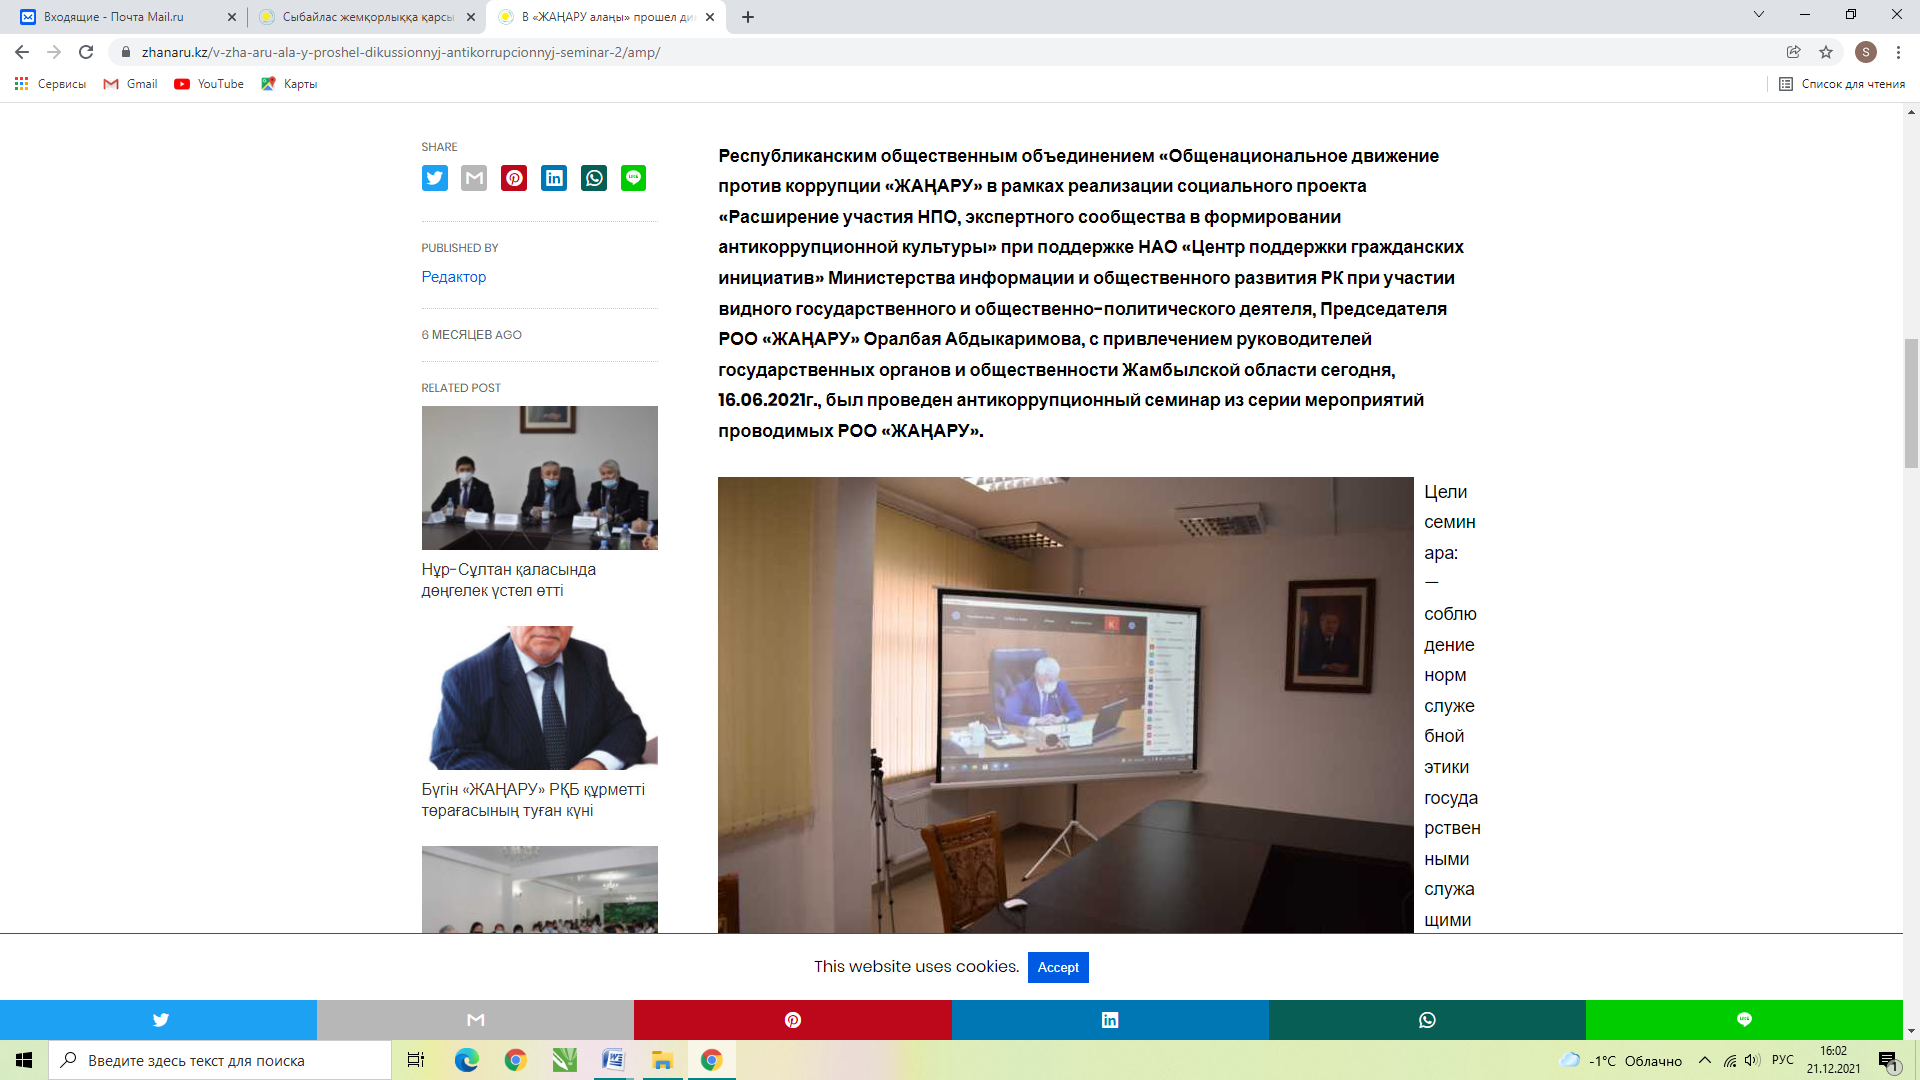 Входящие - Почта Mail.ru
Сыбайлас жемқорлыққа қарсы
В «ЖАҢАРУ алаңы» прошел ди
zhanaru.kz/v-zha-aru-ala-y-proshel-dikussionnyj-antikorrupcionnyj-seminar-2/amp/
S
Сервисы
Gmail
YouTube
Карты
Список для чтения
SHARE
PUBLISHED BY
Редактор
6 МЕСЯЦЕВ AGO
RELATED POST
Нұр-Сұлтан қаласында
дөңгелек үстел өтті
Бүгін «ЖАҢАРУ» РҚБ құрметті
төрағасының туған күні
Республиканским общественным объединением «Общенациональное движение
против коррупции «ЖАҢАРУ» в рамках реализации социального проекта
«Расширение участия НПО, экспертного сообщества в формировании
антикоррупционной культуры» при поддержке НАО «Центр поддержки гражданских
инициатив» Министерства информации и общественного развития РК при участии
видного государственного и общественно-политического деятеля, Председателя
РОО «ЖАҢАРУ» Оралбая Абдыкаримова, с привлечением руководителей
государственных органов и общественности Жамбылской области сегодня,
16.06.2021г., был проведен антикоррупционный семинар из серии мероприятий
проводимых РОО «ЖАҢАРУ».
K
Цели
семин
ара:
—
соблю
дение
норм
служе
бной
этики
госуда
рствен
ными
служа
щими
This website uses cookies.
Accept
Введите здесь текст для поиска
-1°C Облачно
РУС
16:02
21.12.2021
1